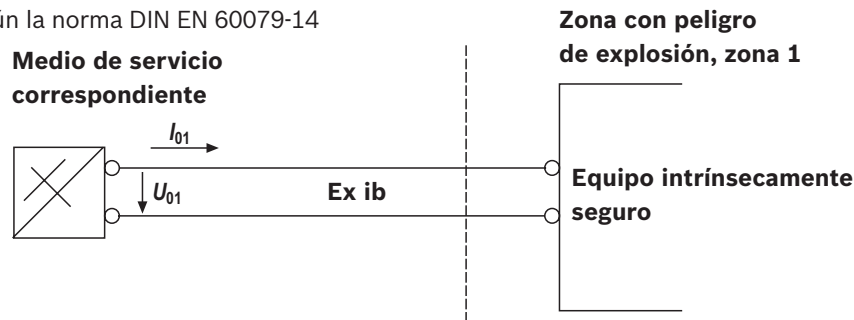 ún la norma DIN EN 60079-14
Zona con peligro
de explosión, zona 1
Medio de servicio
correspondiente
I01
U01
Ex ib
Equipo intrínsecamente
seguro